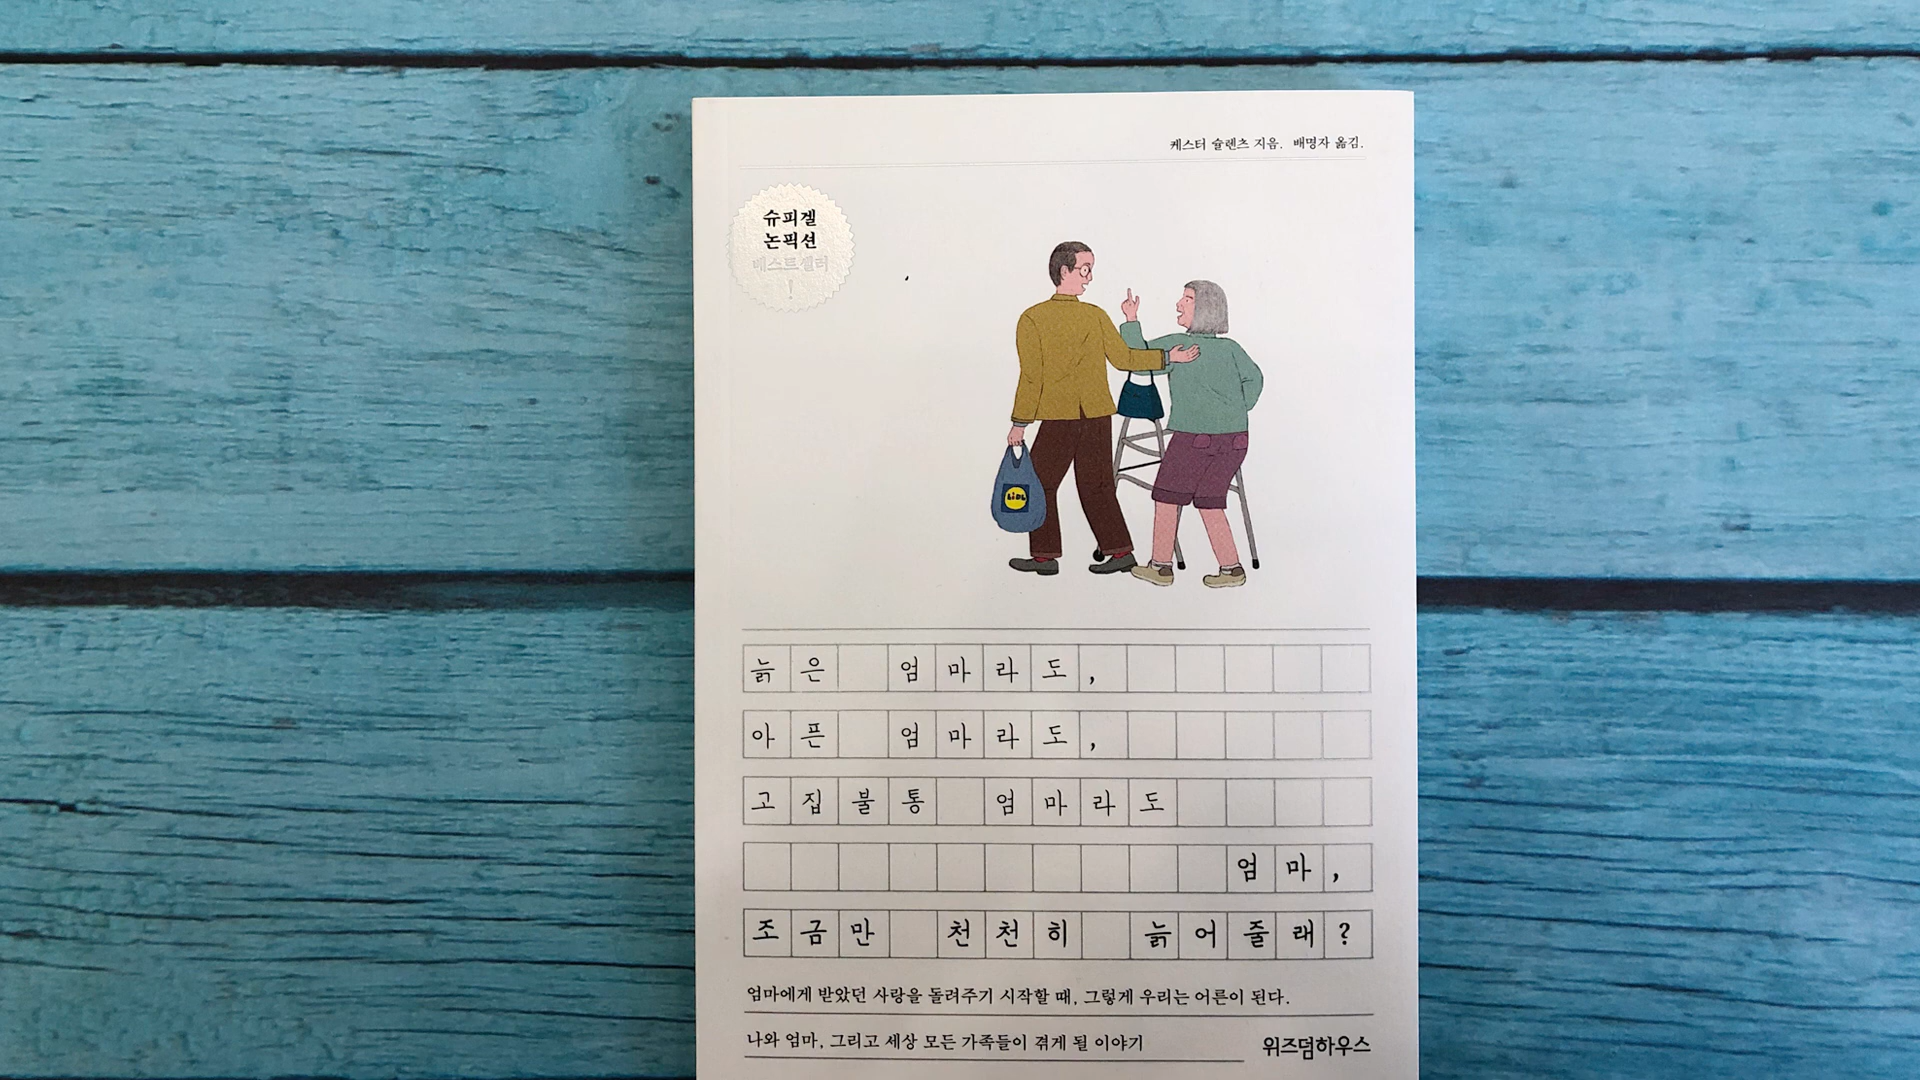 케스터 슐렌츠 지음. 배명자 옮김.
슈피겔
논픽션
베스트셀러
!
LiDL
늙은 엄마라도,
아픈 엄마라도,
고집불통 엄마라도
엄마,
조금만 천천히 늙어줄래?
엄마에게 받았던 사랑을 돌려주기 시작할 때, 그렇게 우리는 어른이 된다.
나와 엄마, 그리고 세상 모든 가족들이 겪게 될 이야기
위즈덤하우스